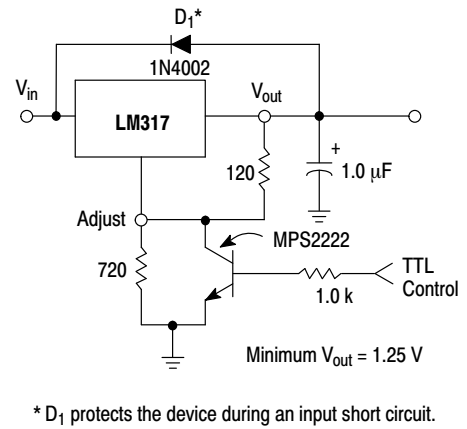 D1*
1N4002
Vin
Vout
LM317
+
120
1.0 μF
Adjust
MPS2222
720
TTL
Control
1.0 k
Minimum Vout = 1.25 V
* D1 protects the device during an input short circuit.